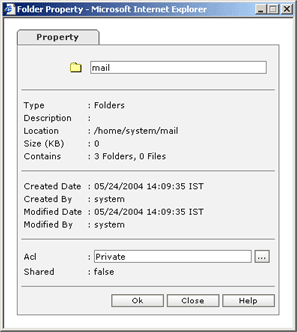 Folder Property - Microsoft Internet Explorer
Property
mail
Type : Folders
Description :
Location : /home/system/mail
Size (KB) : 0
Contains : 3 Folders, 0 Files
Created Date : 05/24/2004 14:09:35 IST
Created By : system
Modified Date : 05/24/2004 14:09:35 IST
Modified By : system
Acl : Private ...
Shared : false
Ok Close Help